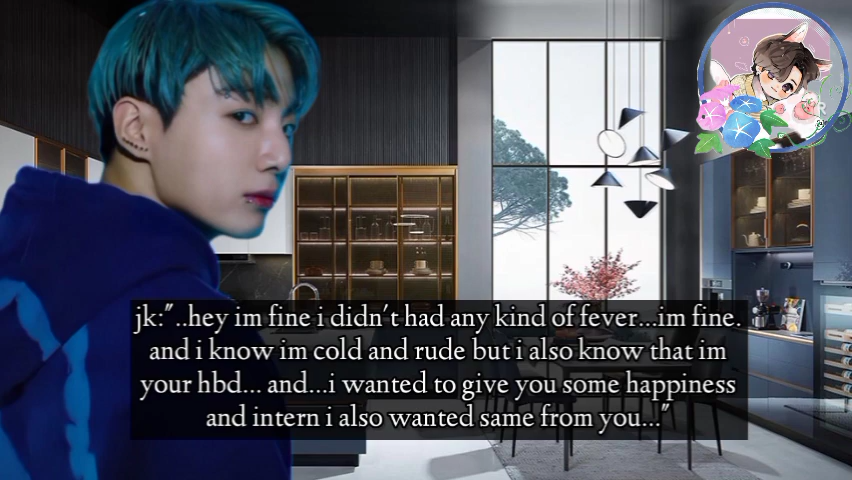 jk:"..hey im fine i didn't had any kind of fever...im fine.
and i know im cold and rude but i also know that im
your hbd... and...i wanted to give you some happiness
and intern i also wanted same from you..."